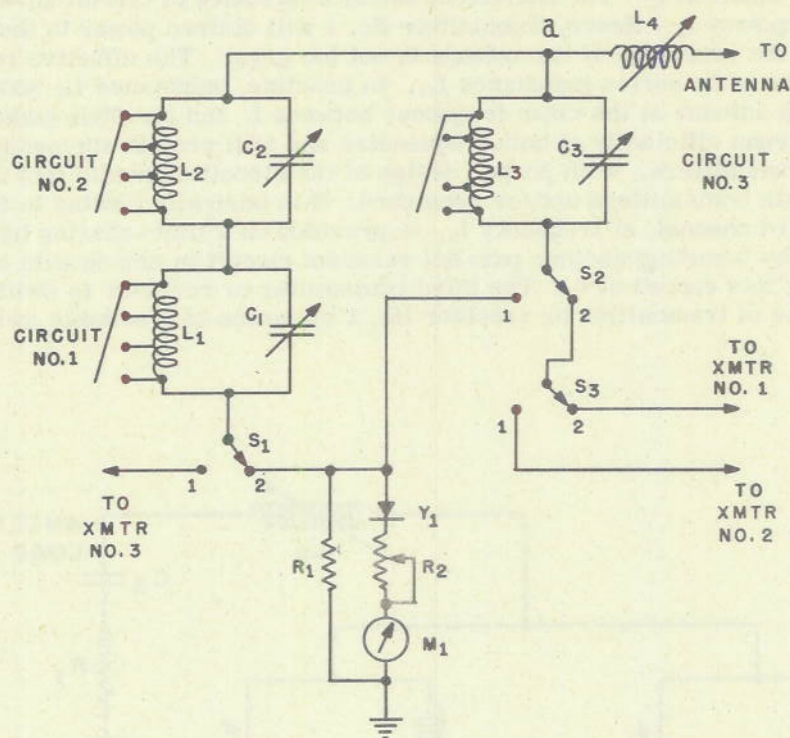 a
L4
TO
ANTENNA
CIRCUIT
NO.2
L2
C2
L3
C3
CIRCUIT
NO.3
CIRCUIT
NO.1
L1
C1
S2
2
S3
TO
XMTR
NO. 1
S1
1
2
1
2
TO
XMTR
NO.3
Y1
TO
XMTR
NO. 2
R1
R2
M1